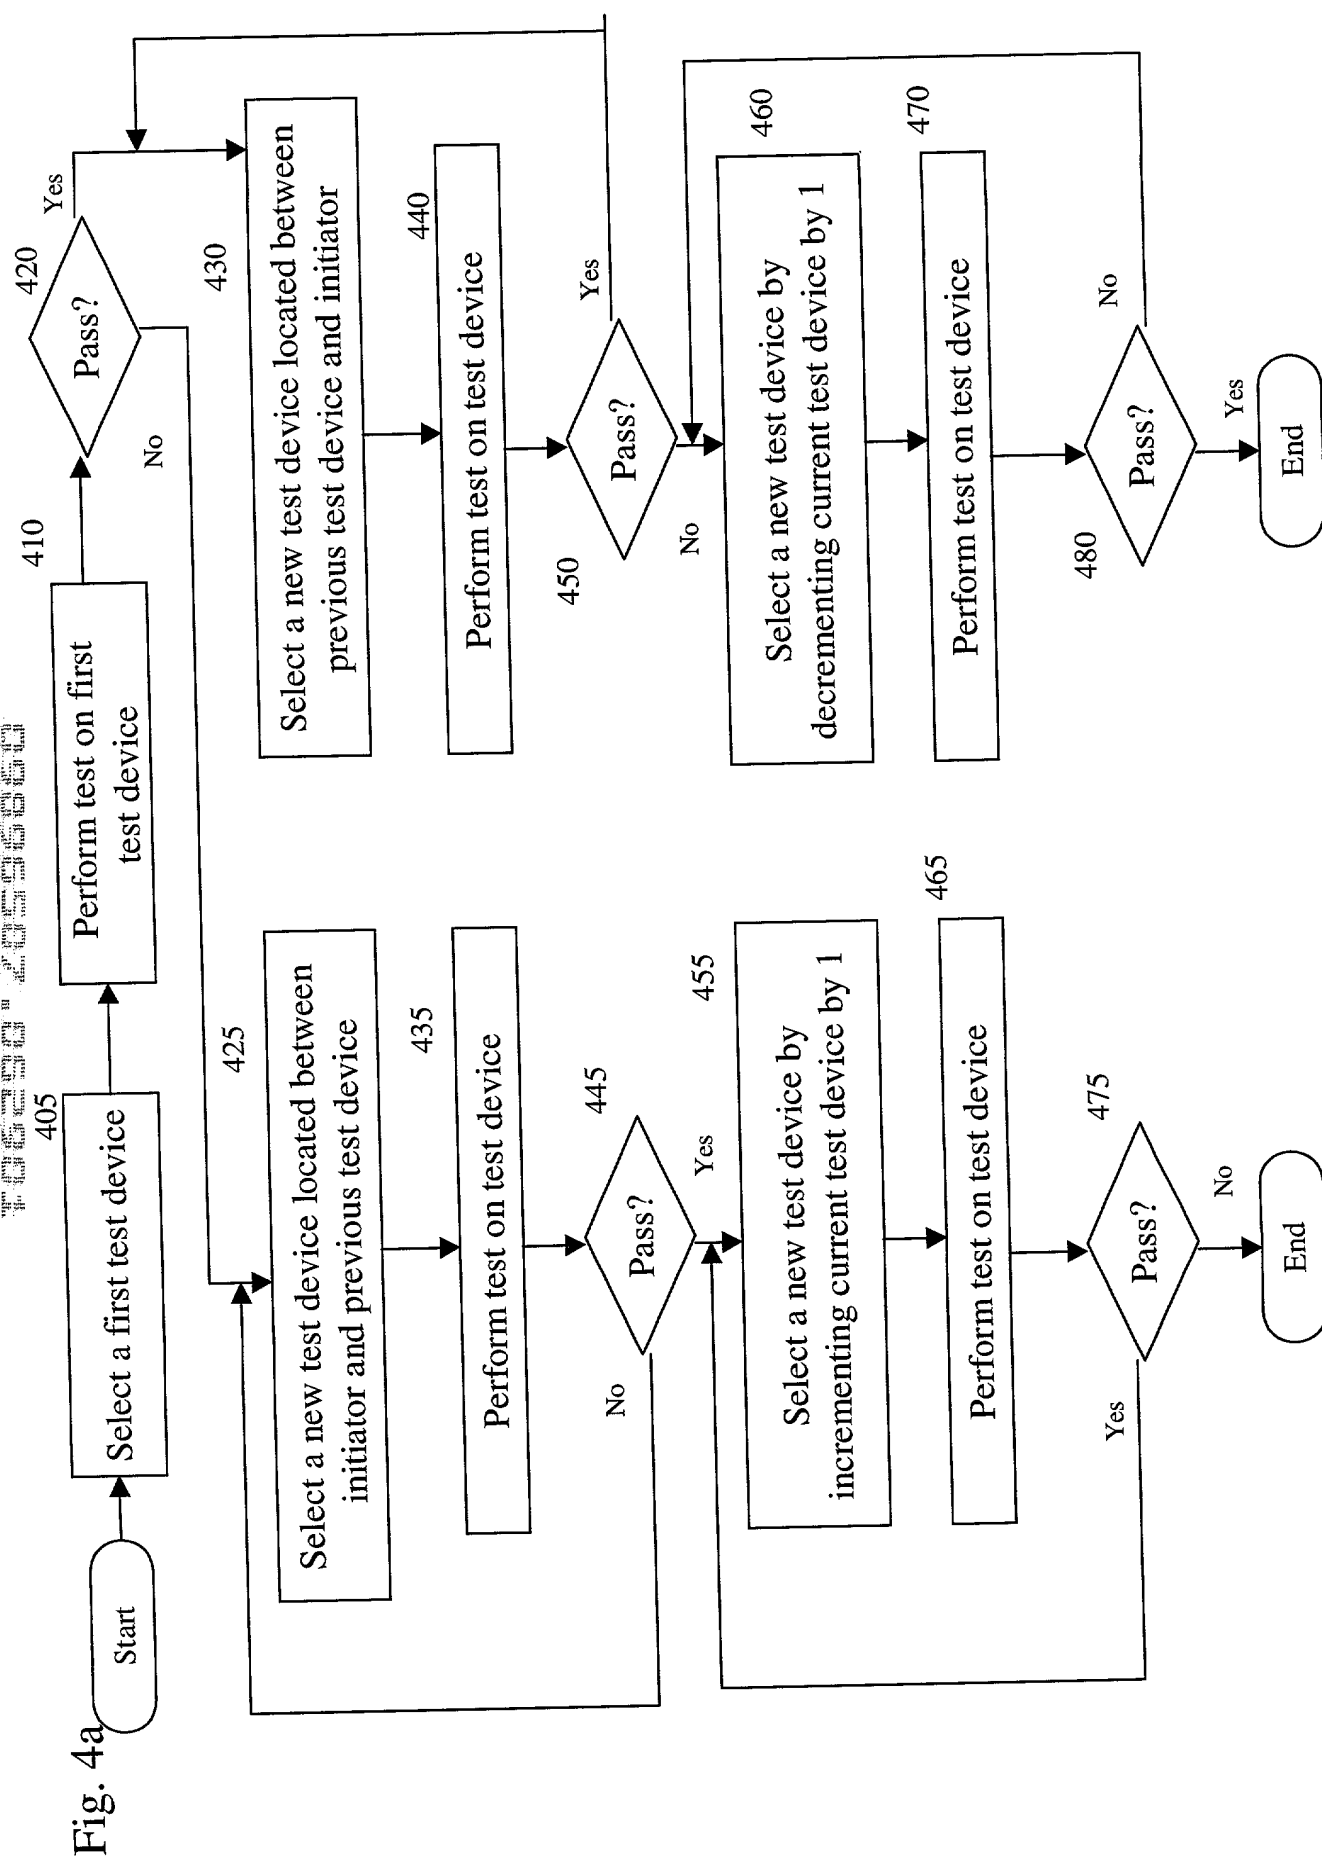 Fig. 4a
Start
405
Select a first test device
410
Perform test on first
test device
420
Pass?
Yes
No
425
Select a new test device located between
initiator and previous test device
435
Perform test on test device
445
Pass?
No
Yes
455
Select a new test device by
incrementing current test device by 1
465
Perform test on test device
475
Pass?
Yes
No
End
430
Select a new test device located between
previous test device and initiator
440
Perform test on test device
450
Pass?
Yes
No
460
Select a new test device by
decrementing current test device by 1
470
Perform test on test device
480
Pass?
No
Yes
End